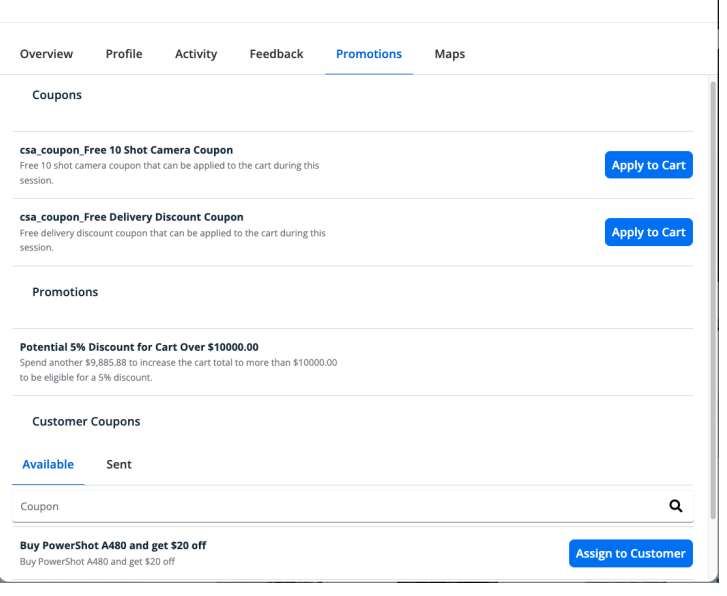 Overview Profile Activity Feedback Promotions Maps
Coupons
csa_coupon_Free 10 Shot Camera Coupon
Free 10 shot camera coupon that can be applied to the cart during this
session.
Apply to Cart
csa_coupon_Free Delivery Discount Coupon
Free delivery discount coupon that can be applied to the cart during this
session.
Apply to Cart
Promotions
Potential 5% Discount for Cart Over $10000.00
Spend another $9,885.88 to increase the cart total to more than $10000.00
to be eligible for a 5% discount.
Customer Coupons
Available Sent
Coupon
Buy PowerShot A480 and get $20 off
Buy PowerShot A480 and get $20 off
Assign to Customer